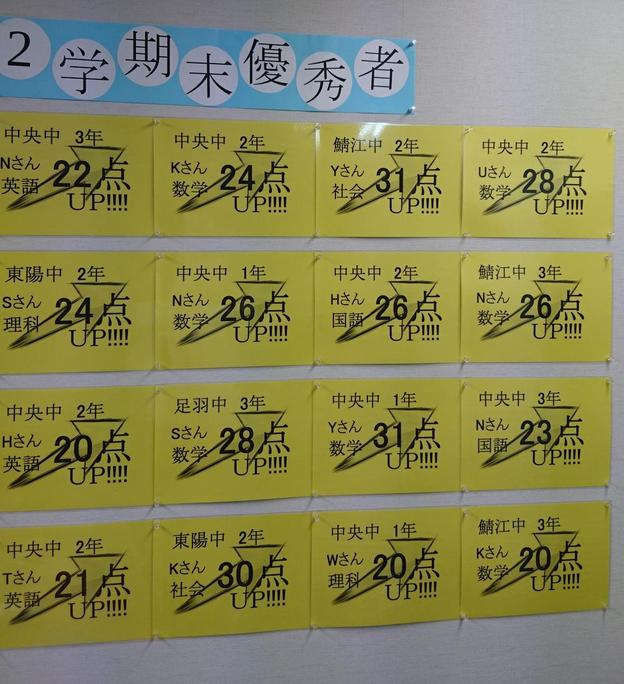 2学期末優秀者
中央中 3年
Nさん
英語 22点
UP!!!!
中央中 2年
Kさん
数学 24点
UP!!!!
鯖江中 2年
Yさん
社会 31点
UP!!!!
中央中 2年
Uさん
数学 28点
UP!!!!
東陽中 2年
Sさん
理科 24点
UP!!!!
中央中 1年
Nさん
数学 26点
UP!!!!
中央中 2年
Hさん
国語 26点
UP!!!!
鯖江中 3年
Nさん
数学 26点
UP!!!!
中央中 2年
Hさん
英語 20点
UP!!!!
足羽中 3年
Sさん
数学 28点
UP!!!!
中央中 1年
Yさん
数学 31点
UP!!!!
中央中 3年
Nさん
国語 23点
UP!!!!
中央中 2年
Tさん
英語 21点
UP!!!!
東陽中 2年
Kさん
社会 30点
UP!!!!
中央中 1年
Wさん
理科 20点
UP!!!!
鯖江中 3年
Kさん
数学 20点
UP!!!!